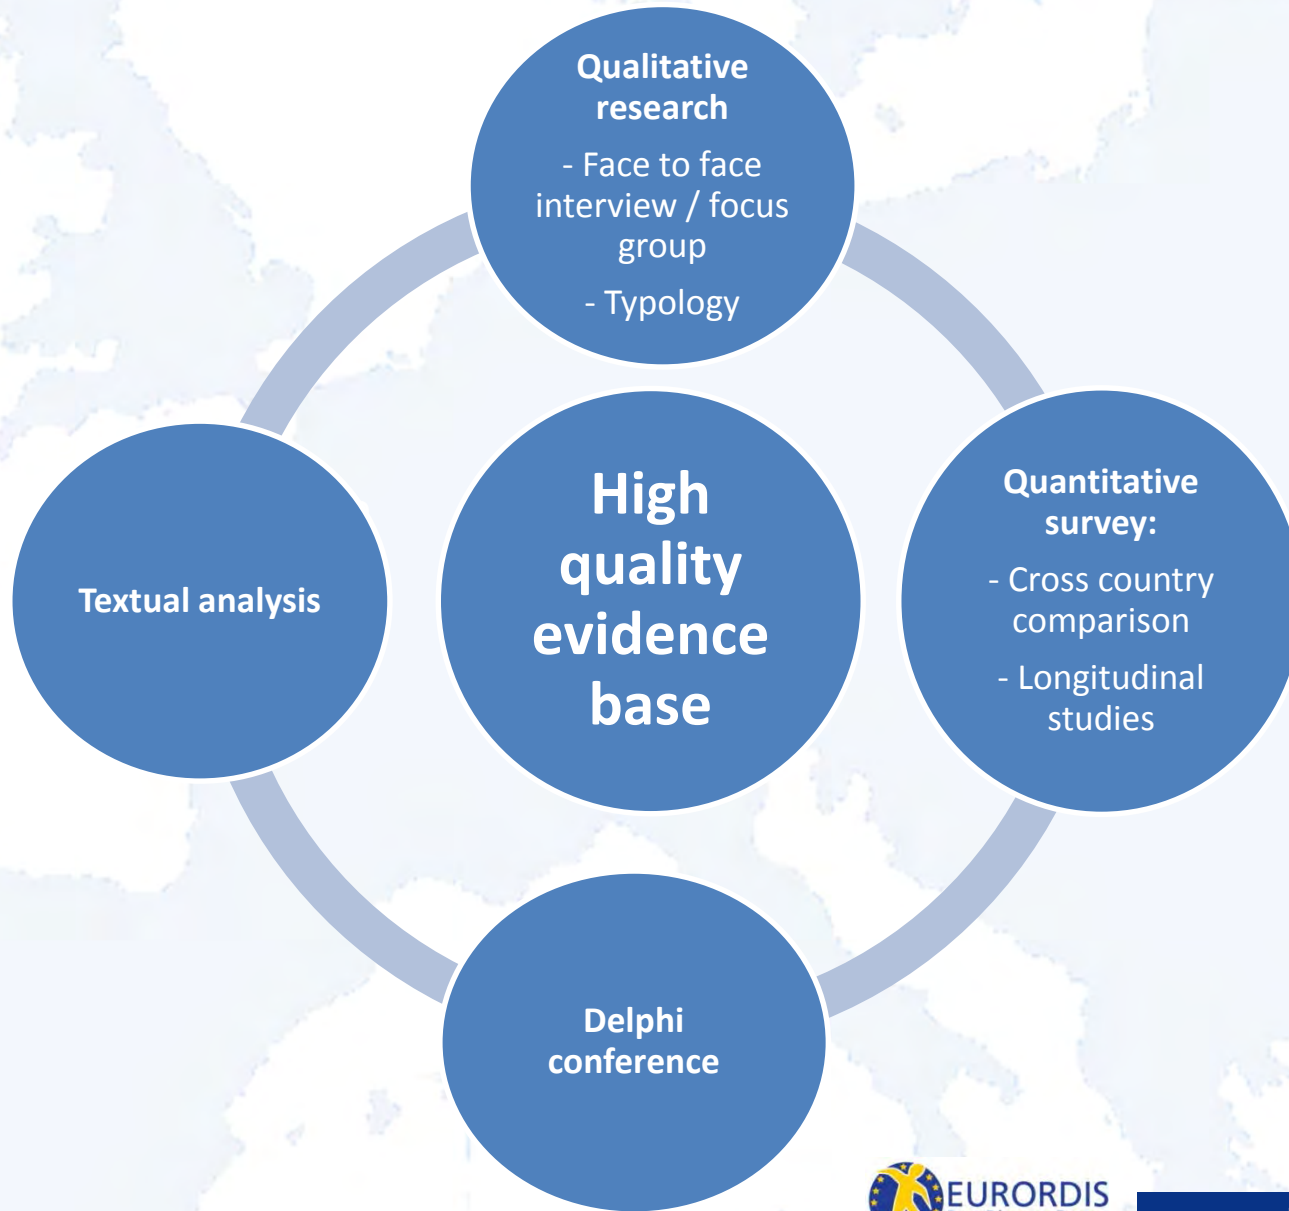 Qualitative
research
- Face to face
interview / focus
group
- Typology
High
quality
evidence
base
Quantitative
survey:
- Cross country
comparison
- Longitudinal
studies
Textual analysis
Delphi
conference
EURORDIS